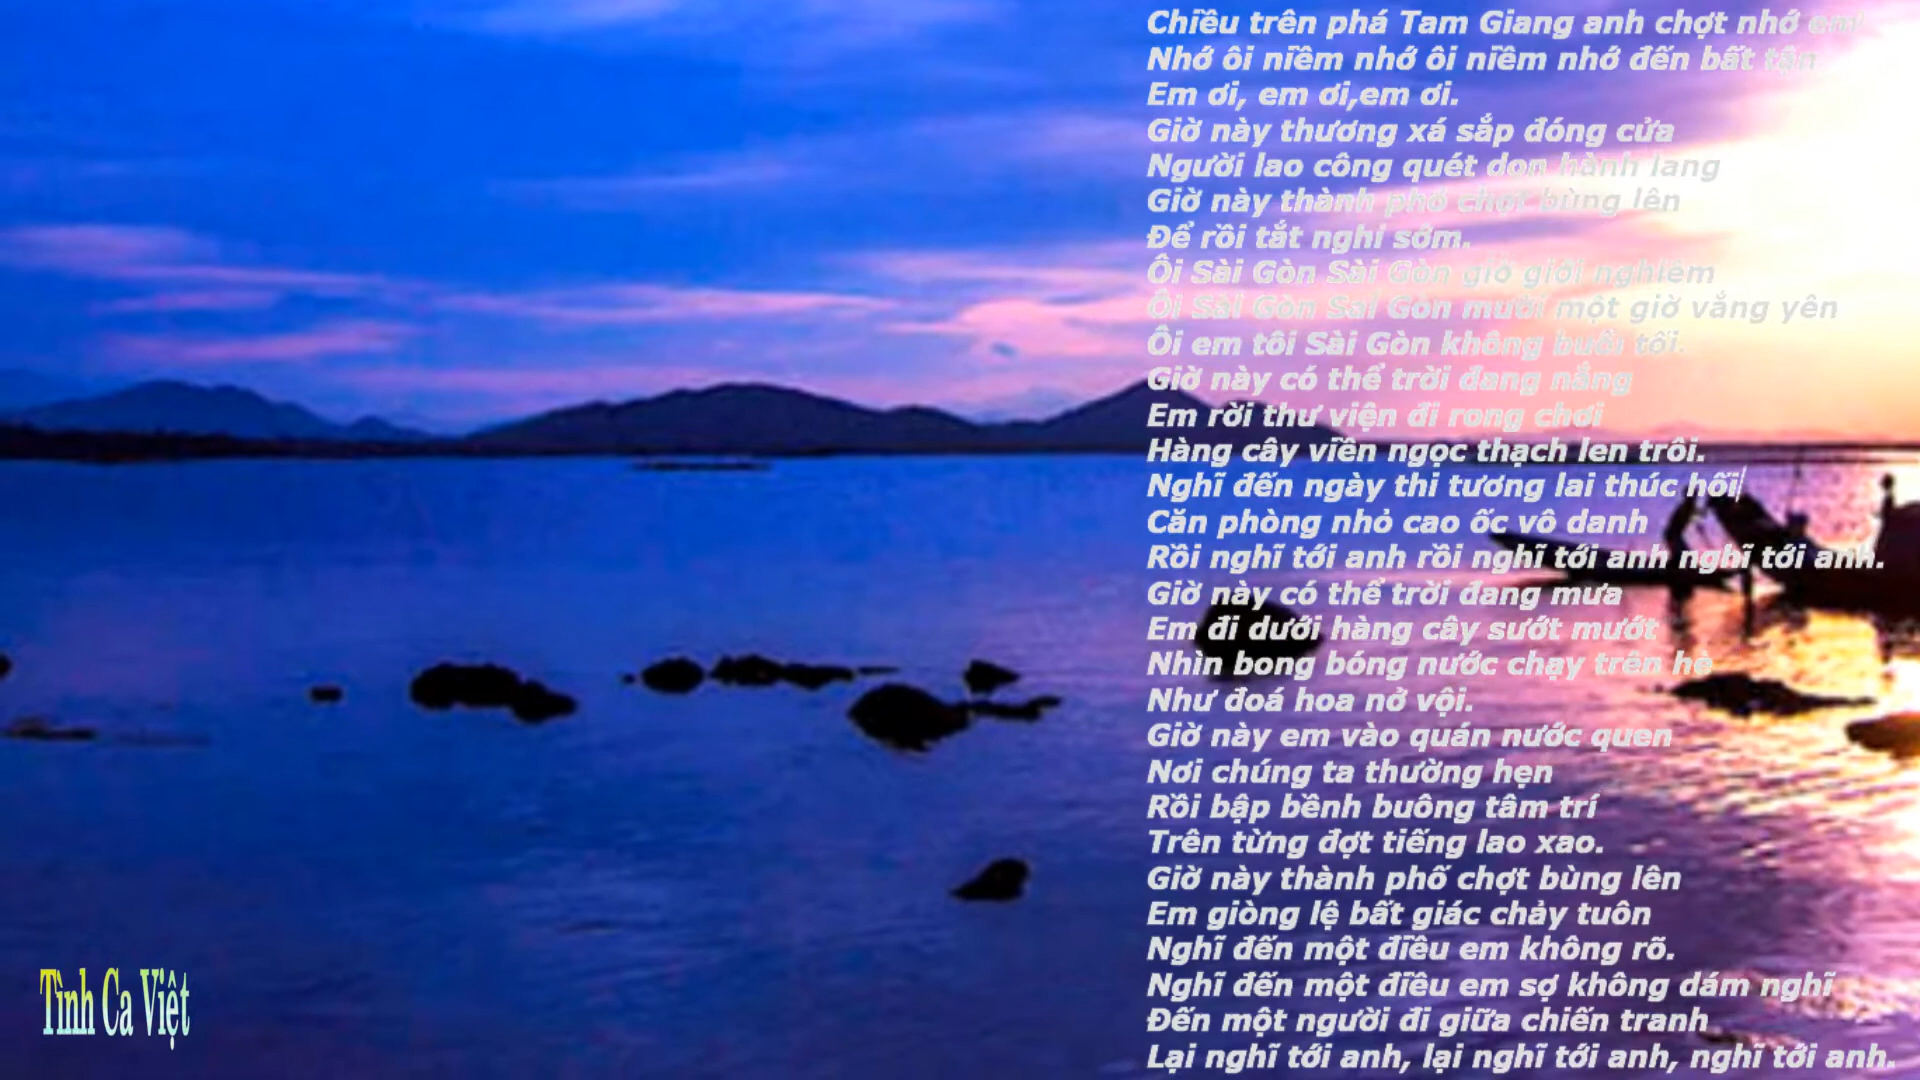 Chiều trên phá Tam Giang anh chợt nhớ em
Nhớ ôi niềm nhớ ôi niềm nhớ đến bất tận
Em ơi, em ơi,em ơi.
Giờ này thương xá sắp đóng cửa
Người lao công quét dọn hành lang
Giờ này thành phố chợt bùng lên
Để rồi tắt nghỉ sớm.
Ôi Sài Gòn Sài Gòn giờ giới nghiêm
Ôi Sài Gòn Sài Gòn mười một giờ vắng yên
Ôi em tôi Sài Gòn không buổi tối.
Giờ này có thể trời đang nắng
Em rời thư viện đi rong chơi
Hàng cây viền ngọc thạch len trôi.
Nghĩ đến ngày thi tương lai thúc hối
Căn phòng nhỏ cao ốc vô danh
Rồi nghĩ tới anh rồi nghĩ tới anh nghĩ tới anh.
Giờ này có thể trời đang mưa
Em đi dưới hàng cây sướt mướt
Nhìn bong bóng nước chạy trên hè
Như đoá hoa nở vội.
Giờ này em vào quán nước quen
Nơi chúng ta thường hẹn
Rồi bập bềnh buông tâm trí
Trên từng đợt tiếng lao xao.
Giờ này thành phố chợt bùng lên
Em giòng lệ bất giác chảy tuôn
Nghĩ đến một điều em không rõ.
Nghĩ đến một điều em sợ không dám nghĩ
Đến một người đi giữa chiến tranh
Lại nghĩ tới anh, lại nghĩ tới anh, nghĩ tới anh.
Tình Ca Việt